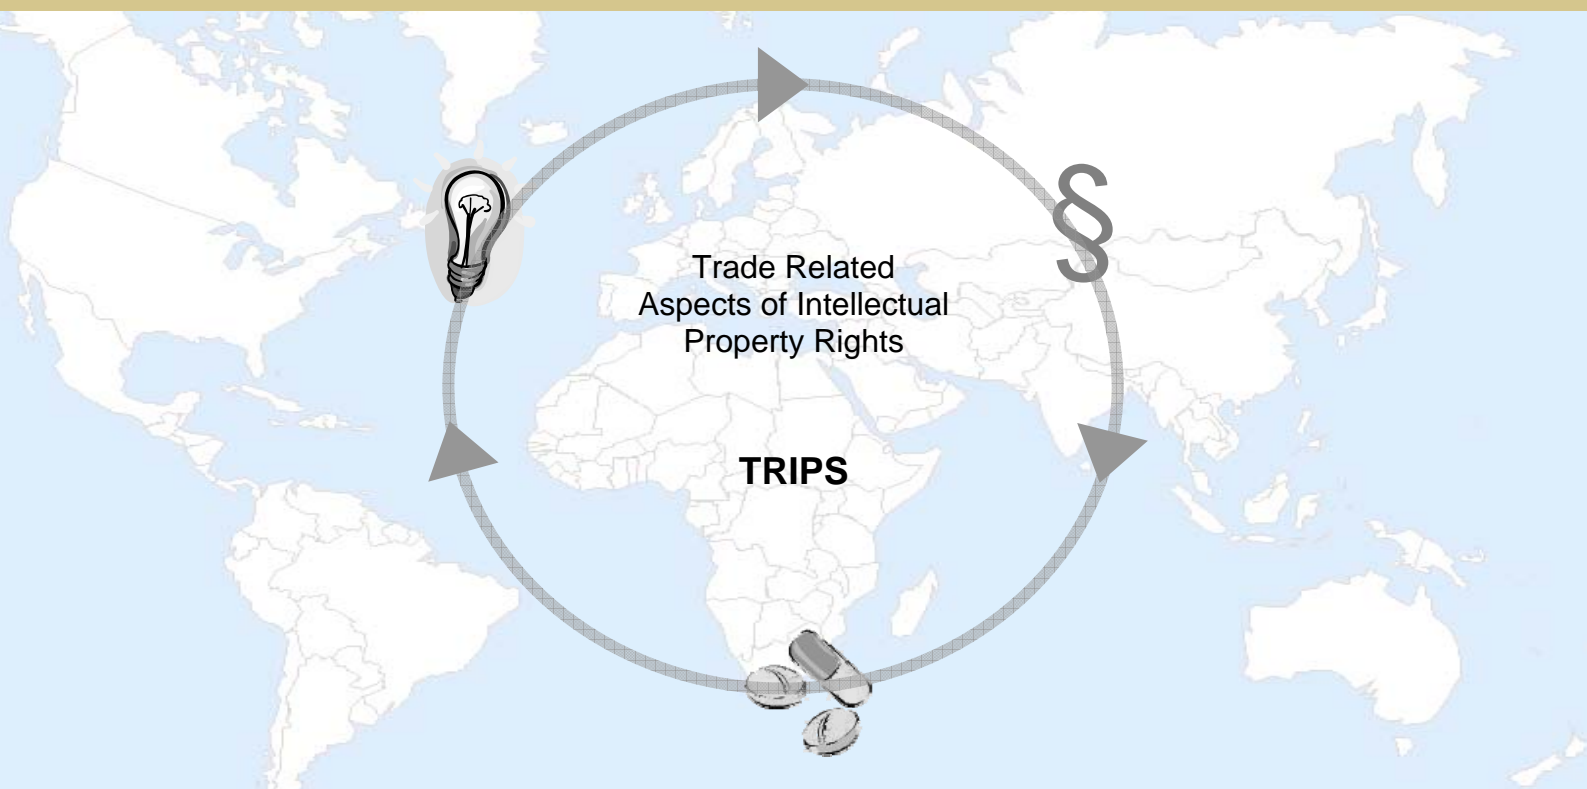 §
Trade Related
Aspects of Intellectual
Property Rights
TRIPS